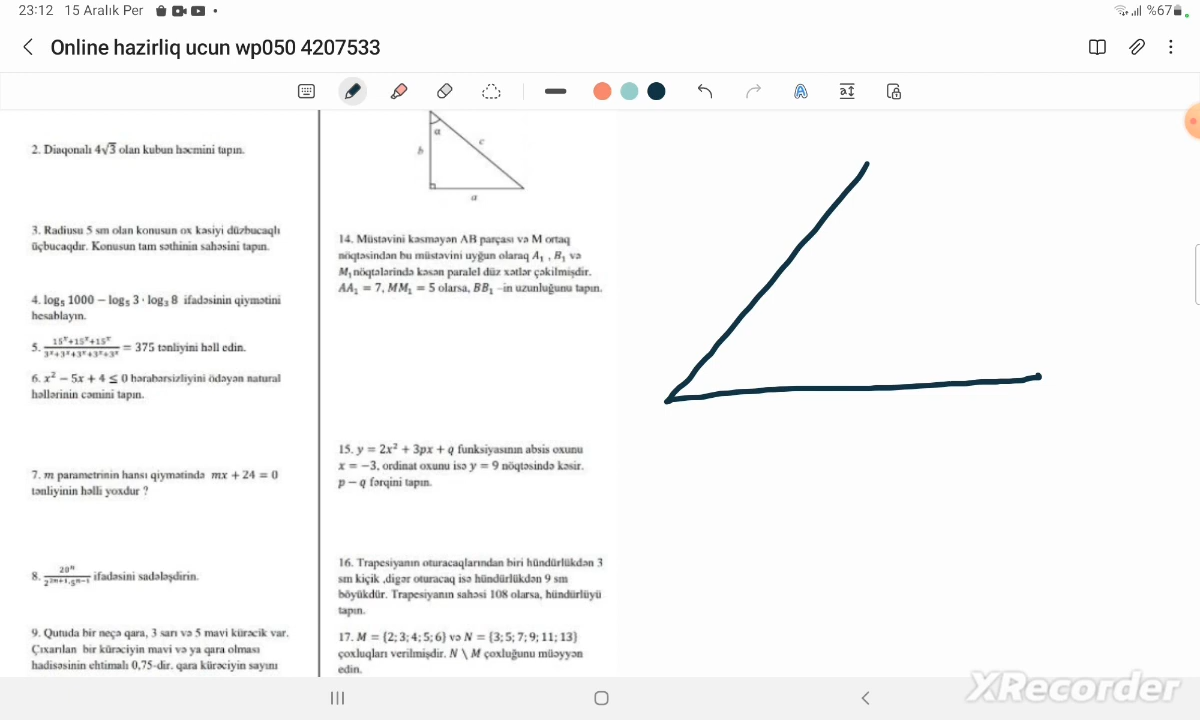 23:12 15 Aralık Per • %67
Online hazirliq ucun wp050 4207533
2. Diaqonalı 4√3 olan kubun həcmini tapın.
3. Radiusu 5 sm olan konusun ox kəsiyi düzbucaqlı
üçbucaqdır. Konusun tam səthinin sahəsini tapın.
4. log₅ 1000 − log₅ 3 · log₃ 8 ifadəsinin qiymətini
hesablayın.
5. (15ˣ+15ˣ+15ˣ)/(3ˣ+3ˣ+3ˣ+3ˣ+3ˣ) = 375 tənliyini həll edin.
6. x² − 5x + 4 ≤ 0 bərabərsizliyini ödəyən natural
həllərinin cəmini tapın.
7. m parametrinin hansı qiymətində mx + 24 = 0
tənliyinin həlli yoxdur ?
8. 20ⁿ/(2²ⁿ⁺¹·5ⁿ⁻¹) ifadəsini sadələşdirin.
9. Qutuda bir neçə qara, 3 sarı və 5 mavi kürəcik var.
Çıxarılan bir kürəciyin mavi və ya qara olması
hadisəsinin ehtimalı 0,75-dir. qara kürəciyin sayını
α
b
c
a
14. Müstəvini kəsməyən AB parçası və M ortaq
nöqtəsindən bu müstəvini uyğun olaraq A₁ , B₁ və
M₁ nöqtələrində kəsən paralel düz xətlər çəkilmişdir.
AA₁ = 7, MM₁ = 5 olarsa, BB₁ –in uzunluğunu tapın.
15. y = 2x² + 3px + q funksiyasının absis oxunu
x = −3, ordinat oxunu isə y = 9 nöqtəsində kəsir.
p − q fərqini tapın.
16. Trapesiyanın oturacaqlarından biri hündürlükdən 3
sm kiçik ,digər oturacaq isə hündürlükdən 9 sm
böyükdür. Trapesiyanın sahəsi 108 olarsa, hündürlüyü
tapın.
17. M = {2; 3; 4; 5; 6} və N = {3; 5; 7; 9; 11; 13}
çoxluqları verilmişdir. N \ M çoxluğunu müəyyən
edin.
XRecorder